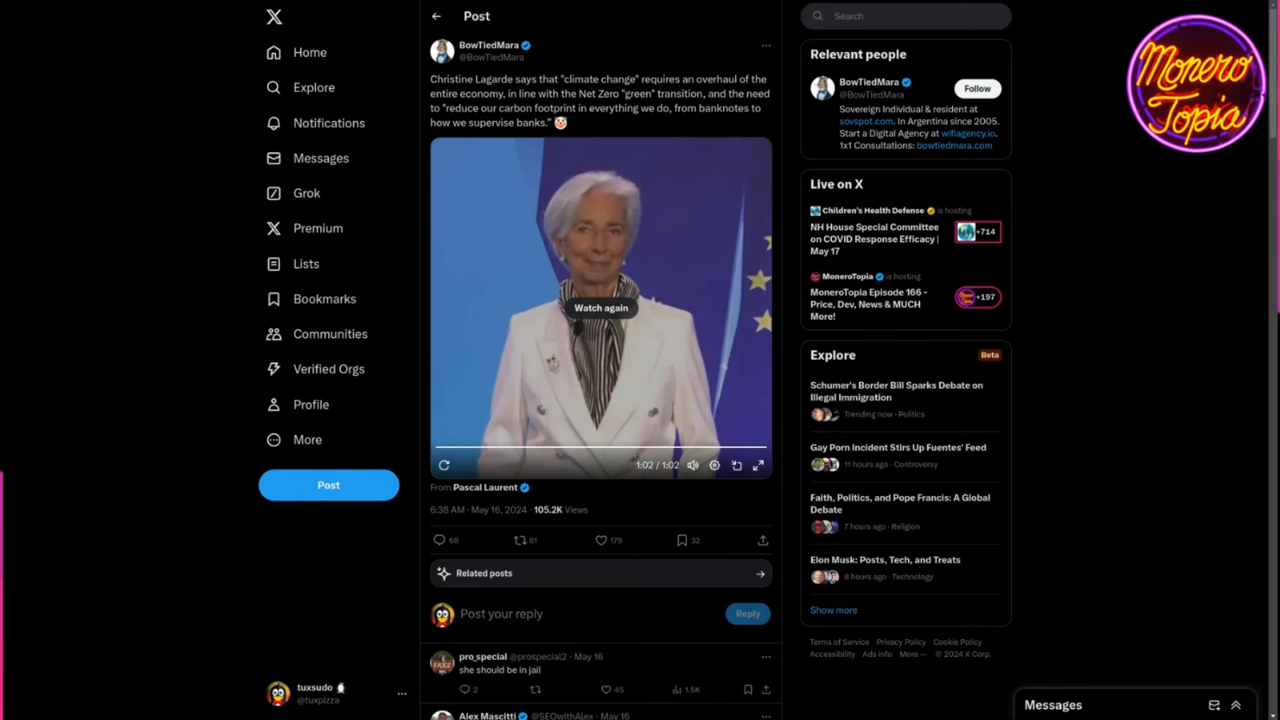 Home
Explore
Notifications
Messages
Grok
Premium
Lists
Bookmarks
Communities
Verified Orgs
Profile
More
Post
tuxsudo
@tuxpizza
Post
BowTiedMara
@BowTiedMara
Christine Lagarde says that "climate change" requires an overhaul of the
entire economy, in line with the Net Zero "green" transition, and the need
to "reduce our carbon footprint in everything we do, from banknotes to
how we supervise banks." 🤡
Watch again
1:02 / 1:02
From Pascal Laurent
6:38 AM · May 16, 2024 · 105.2K Views
68 61 179 32
Related posts
Post your reply
Reply
pro_special @prospecial2 · May 16
she should be in jail
2 45 1.5K
Alex Mascitti @SEOwithAlex · May 16
Search
Relevant people
BowTiedMara
@BowTiedMara
Follow
Sovereign Individual & resident at
sovspot.com. In Argentina since 2005.
Start a Digital Agency at wifiagency.io.
1x1 Consultations: bowtiedmara.com
Live on X
Children's Health Defense is hosting
NH House Special Committee
on COVID Response Efficacy |
May 17
+714
MoneroTopia is hosting
MoneroTopia Episode 166 -
Price, Dev, News & MUCH
More!
+197
Explore
Beta
Schumer's Border Bill Sparks Debate on
Illegal Immigration
Trending now · Politics
Gay Porn Incident Stirs Up Fuentes' Feed
11 hours ago · Controversy
Faith, Politics, and Pope Francis: A Global
Debate
7 hours ago · Religion
Elon Musk: Posts, Tech, and Treats
8 hours ago · Technology
Show more
Terms of Service Privacy Policy Cookie Policy
Accessibility Ads info More ··· © 2024 X Corp.
Messages
Monero
Topia